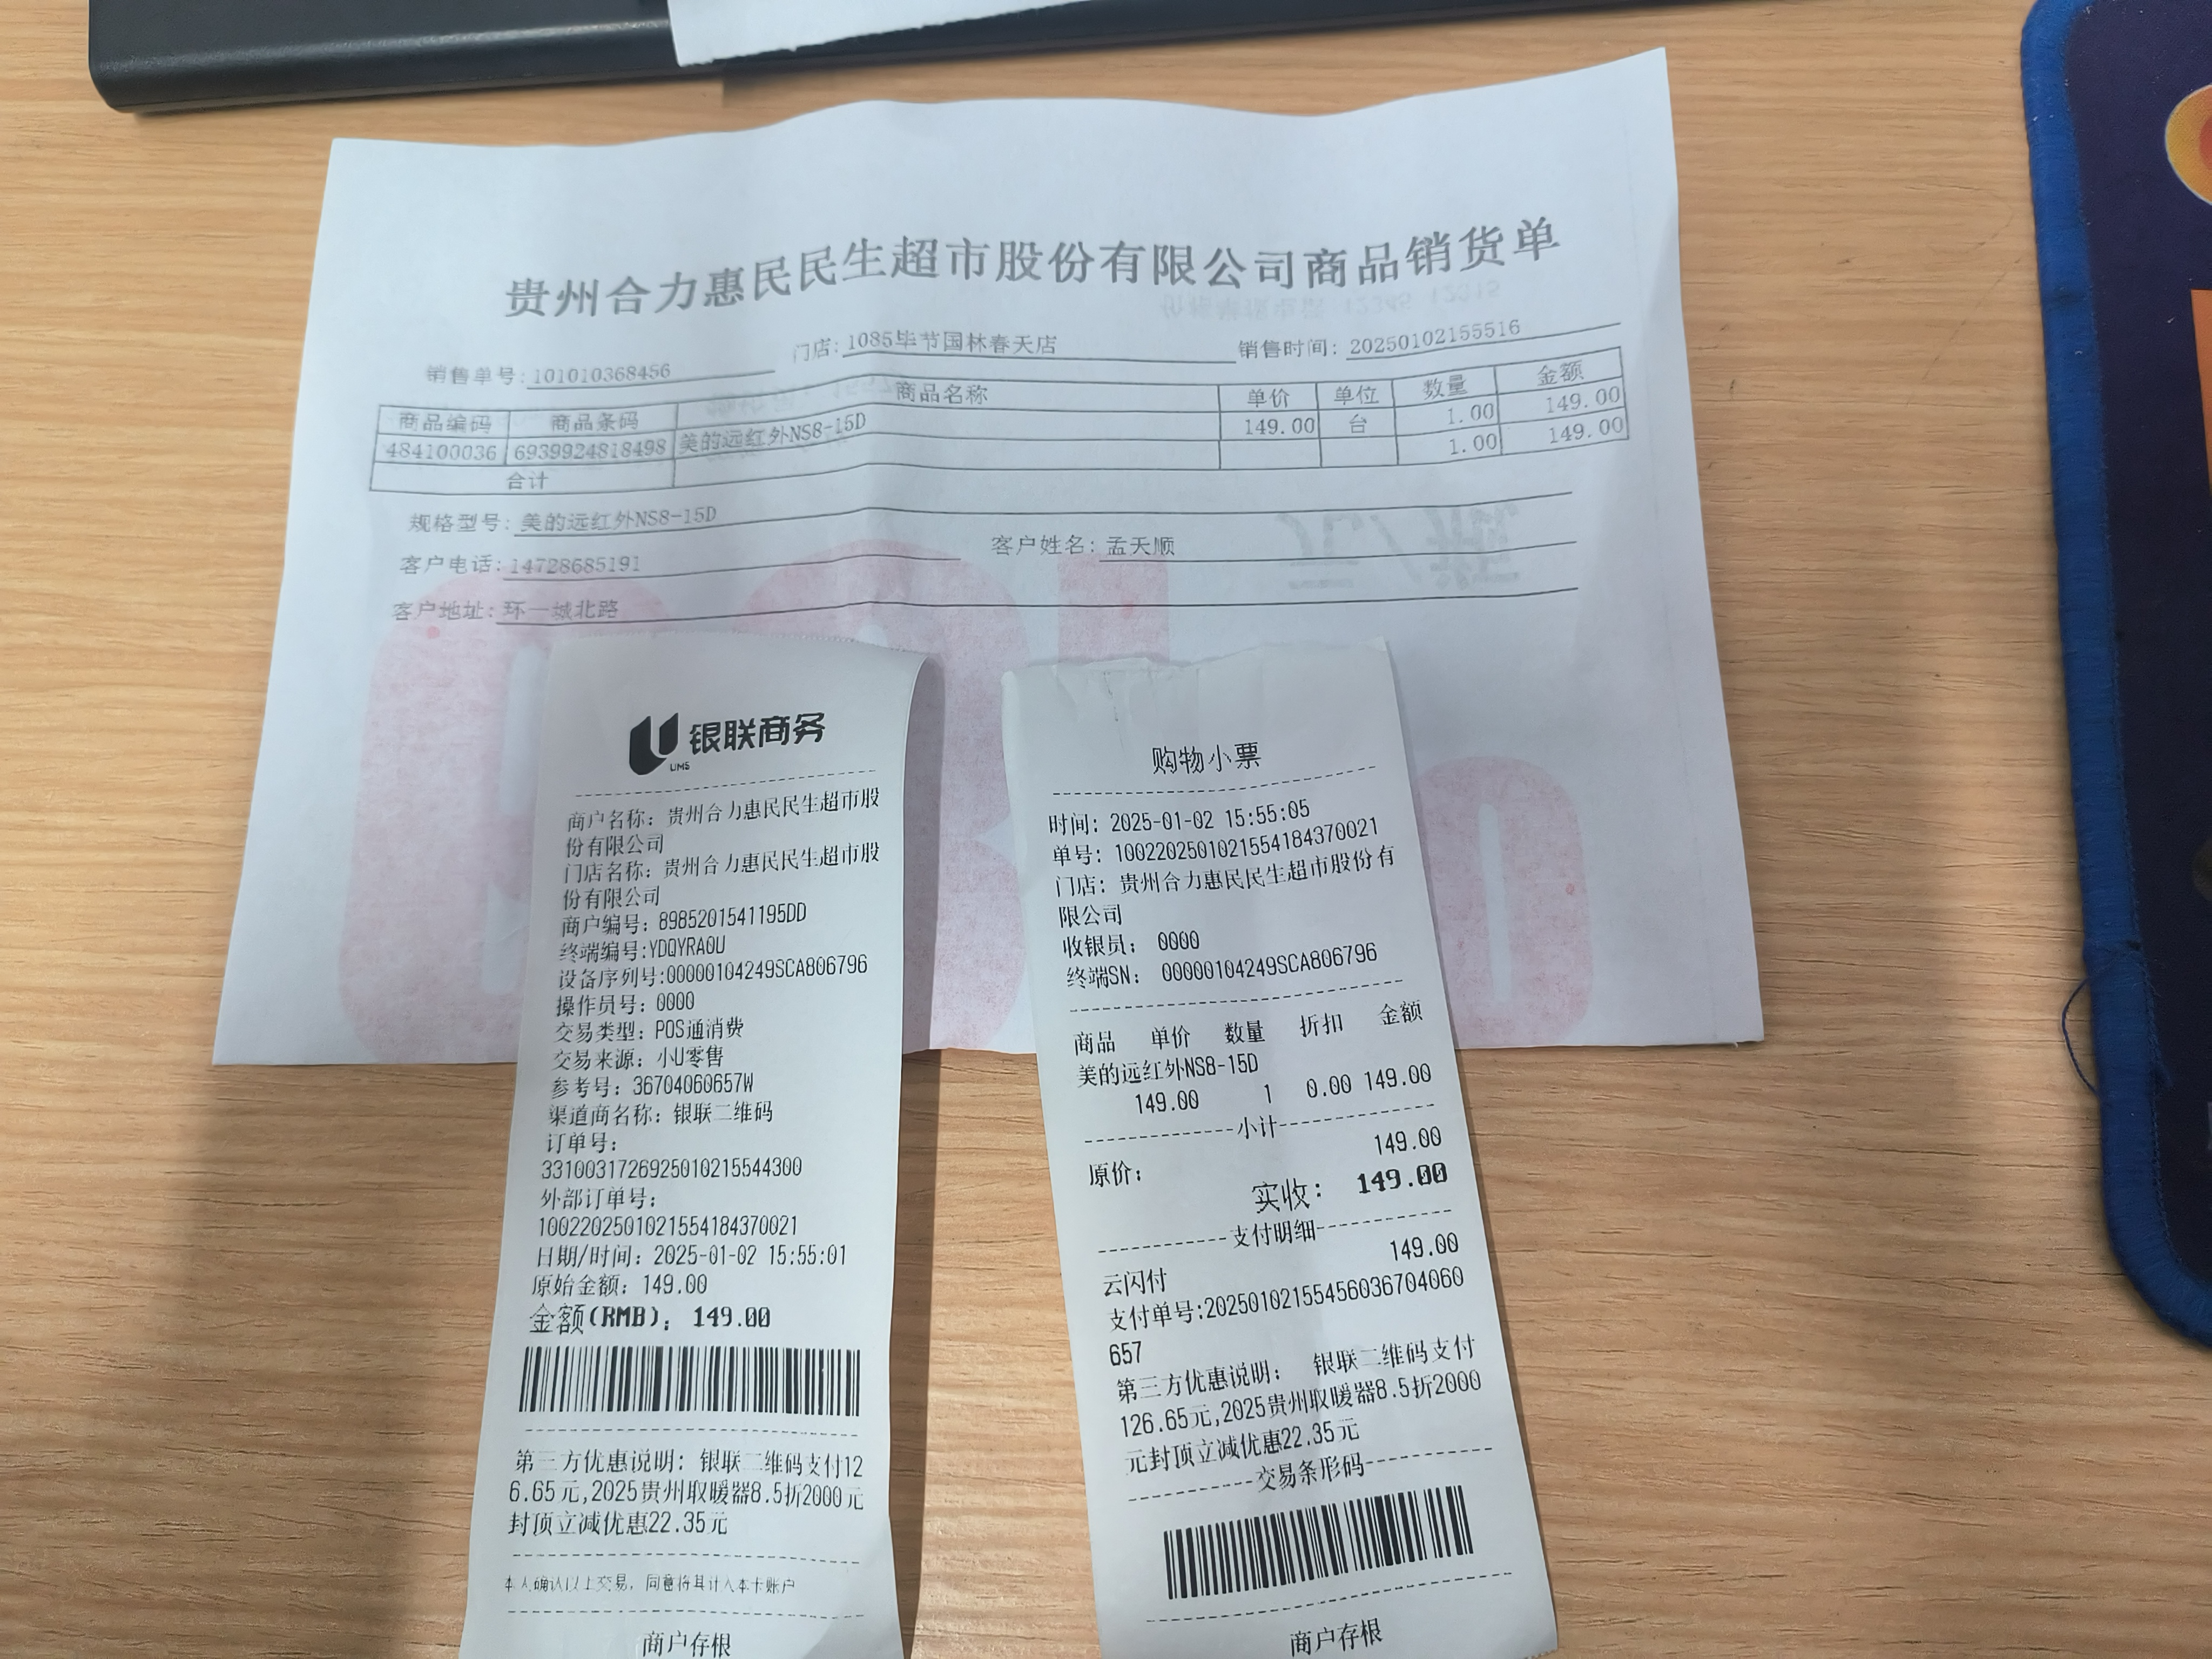 贵州合力惠民民生超市股份有限公司商品销货单
销售单号:101010368456 门店:1085毕节国林春天店 销售时间:20250102155516
商品编码 商品条码 商品名称 单价 单位 数量 金额
484100036 6939924818498 美的远红外NS8-15D 149.00 台 1.00 149.00
合计 1.00 149.00
规格型号:美的远红外NS8-15D
客户电话:14728685191 客户姓名:孟天顺
客户地址:环一城北路
银联商务
UMS
商户名称：贵州合力惠民民生超市股
份有限公司
门店名称：贵州合力惠民民生超市股
份有限公司
商户编号：8985201541195DD
终端编号:YDQYRA0U
设备序列号:00000104249SCA806796
操作员号：0000
交易类型：POS通消费
交易来源：小U零售
参考号：36704060657W
渠道商名称：银联二维码
订单号：
3310031726925010215544300
外部订单号：
1002202501021554184370021
日期/时间：2025-01-02 15:55:01
原始金额：149.00
金额(RMB)：149.00
第三方优惠说明：银联二维码支付12
6.65元,2025贵州取暖器8.5折2000元
封顶立减优惠22.35元
本人确认以上交易，同意将其计入本卡账户
商户存根
购物小票
时间：2025-01-02 15:55:05
单号：1002202501021554184370021
门店：贵州合力惠民民生超市股份有
限公司
收银员： 0000
终端SN： 00000104249SCA806796
商品 单价 数量 折扣 金额
美的远红外NS8-15D
149.00 1 0.00 149.00
小计
原价： 149.00
实收： 149.00
支付明细
云闪付 149.00
支付单号:2025010215545603670​4060
657
第三方优惠说明： 银联二维码支付
126.65元,2025贵州取暖器8.5折2000
元封顶立减优惠22.35元
交易条形码
商户存根